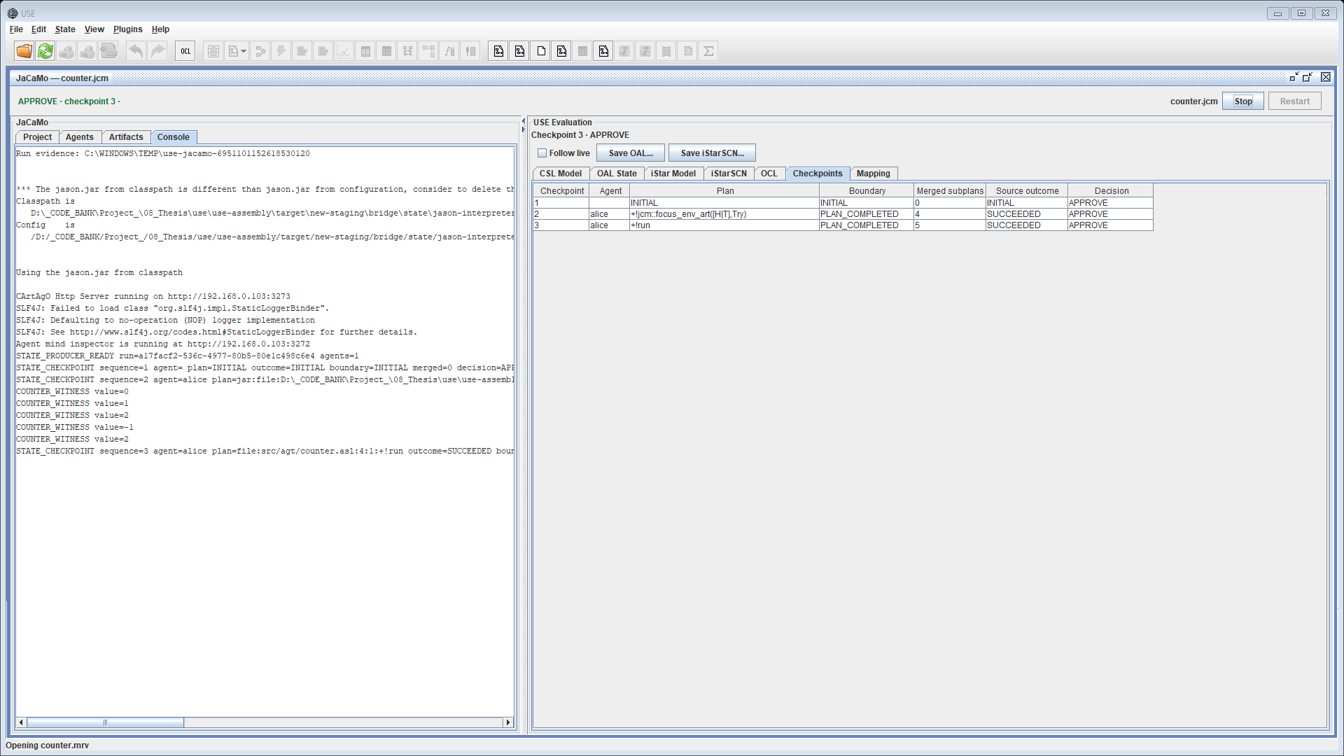 USE
File Edit State View Plugins Help
OCL
JaCaMo — counter.jcm
APPROVE · checkpoint 3 ·
counter.jcm Stop Restart
JaCaMo
Project Agents Artifacts Console
Run evidence: C:\WINDOWS\TEMP\use-jacamo-6951101152618530120
*** The jason.jar from classpath is different than jason.jar from configuration, consider to delete th
Classpath is
D:\_CODE_BANK\Project_\08_Thesis\use\use-assembly\target\new-staging\bridge\state\jason-interprete
Config is
/D:/_CODE_BANK/Project_/08_Thesis/use/use-assembly/target/new-staging/bridge/state/jason-interprete
Using the jason.jar from classpath
CArtAgO Http Server running on http://192.168.0.103:3273
SLF4J: Failed to load class "org.slf4j.impl.StaticLoggerBinder".
SLF4J: Defaulting to no-operation (NOP) logger implementation
SLF4J: See http://www.slf4j.org/codes.html#StaticLoggerBinder for further details.
Agent mind inspector is running at http://192.168.0.103:3272
STATE_PRODUCER_READY run=a17facf2-536c-4977-80b5-80e1c498c6e4 agents=1
STATE_CHECKPOINT sequence=1 agent= plan=INITIAL outcome=INITIAL boundary=INITIAL merged=0 decision=AP
STATE_CHECKPOINT sequence=2 agent=alice plan=jar:file:D:\_CODE_BANK\Project_\08_Thesis\use\use-assembl
COUNTER_WITNESS value=0
COUNTER_WITNESS value=1
COUNTER_WITNESS value=2
COUNTER_WITNESS value=-1
COUNTER_WITNESS value=2
STATE_CHECKPOINT sequence=3 agent=alice plan=file:src/agt/counter.asl:4:1:+!run outcome=SUCCEEDED boun
USE Evaluation
Checkpoint 3 · APPROVE
Follow live Save OAL... Save iStarSCN...
CSL Model OAL State iStar Model iStarSCN OCL Checkpoints Mapping
Checkpoint Agent Plan Boundary Merged subplans Source outcome Decision
1 INITIAL INITIAL 0 INITIAL APPROVE
2 alice +!jcm::focus_env_art([H|T],Try) PLAN_COMPLETED 4 SUCCEEDED APPROVE
3 alice +!run PLAN_COMPLETED 5 SUCCEEDED APPROVE
Opening counter.mrv